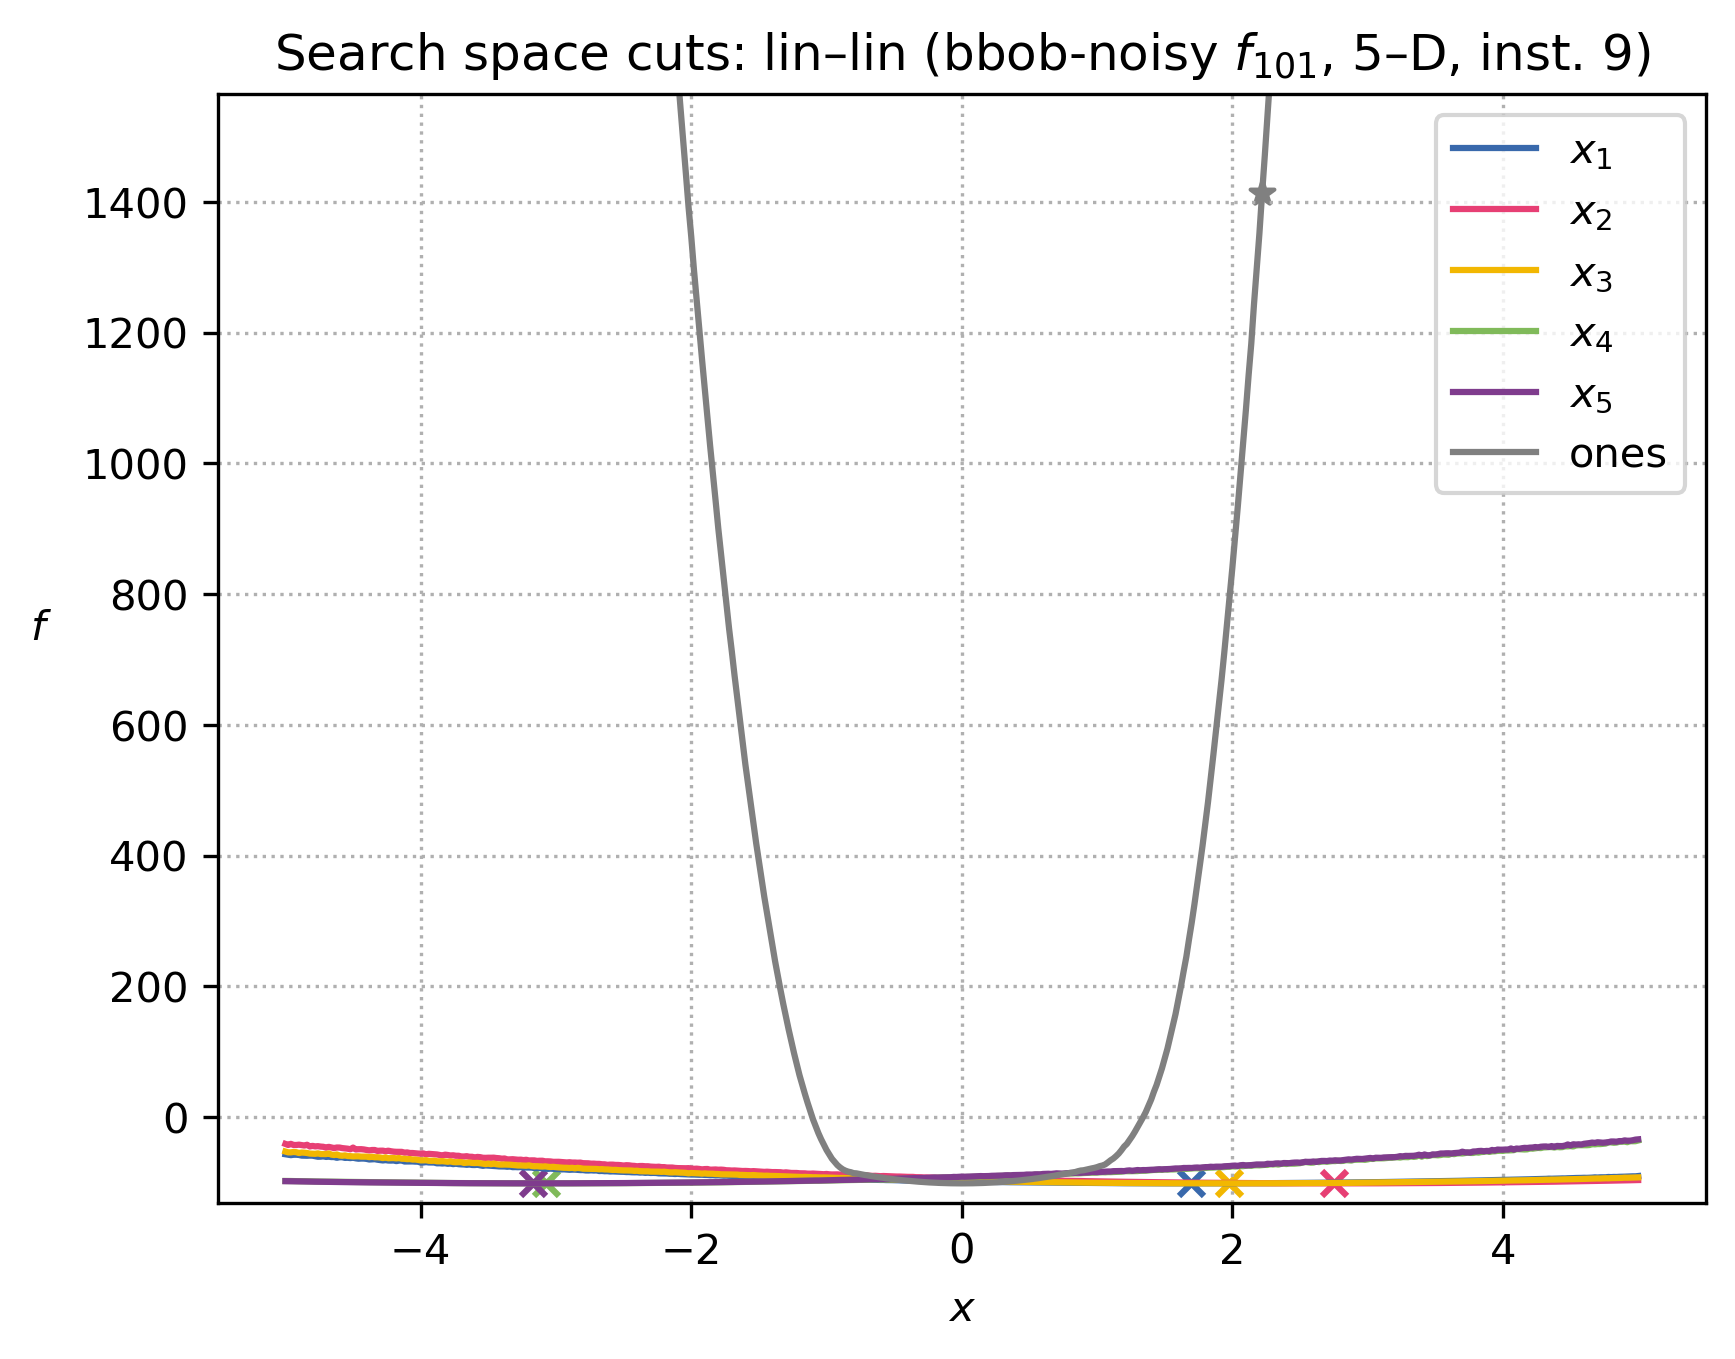 Search space cuts: lin–lin (bbob-noisy f₁₀₁, 5–D, inst. 9)
x₁
x₂
x₃
x₄
x₅
ones
1400
1200
1000
800
600
400
200
0
f
−4 −2 0 2 4
x